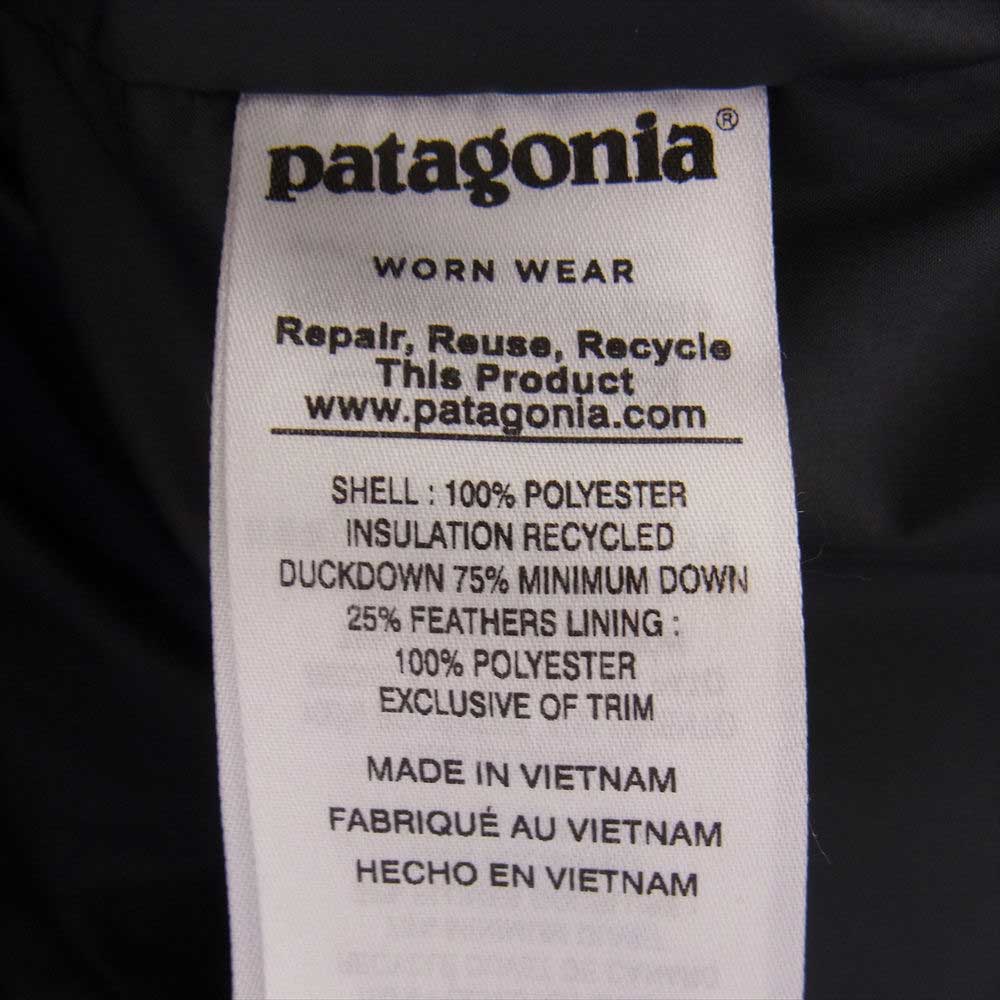 patagonia®
WORN WEAR
Repair, Reuse, Recycle
This Product
www.patagonia.com
SHELL : 100% POLYESTER
INSULATION RECYCLED
DUCKDOWN 75% MINIMUM DOWN
25% FEATHERS LINING :
100% POLYESTER
EXCLUSIVE OF TRIM
MADE IN VIETNAM
FABRIQUÉ AU VIETNAM
HECHO EN VIETNAM